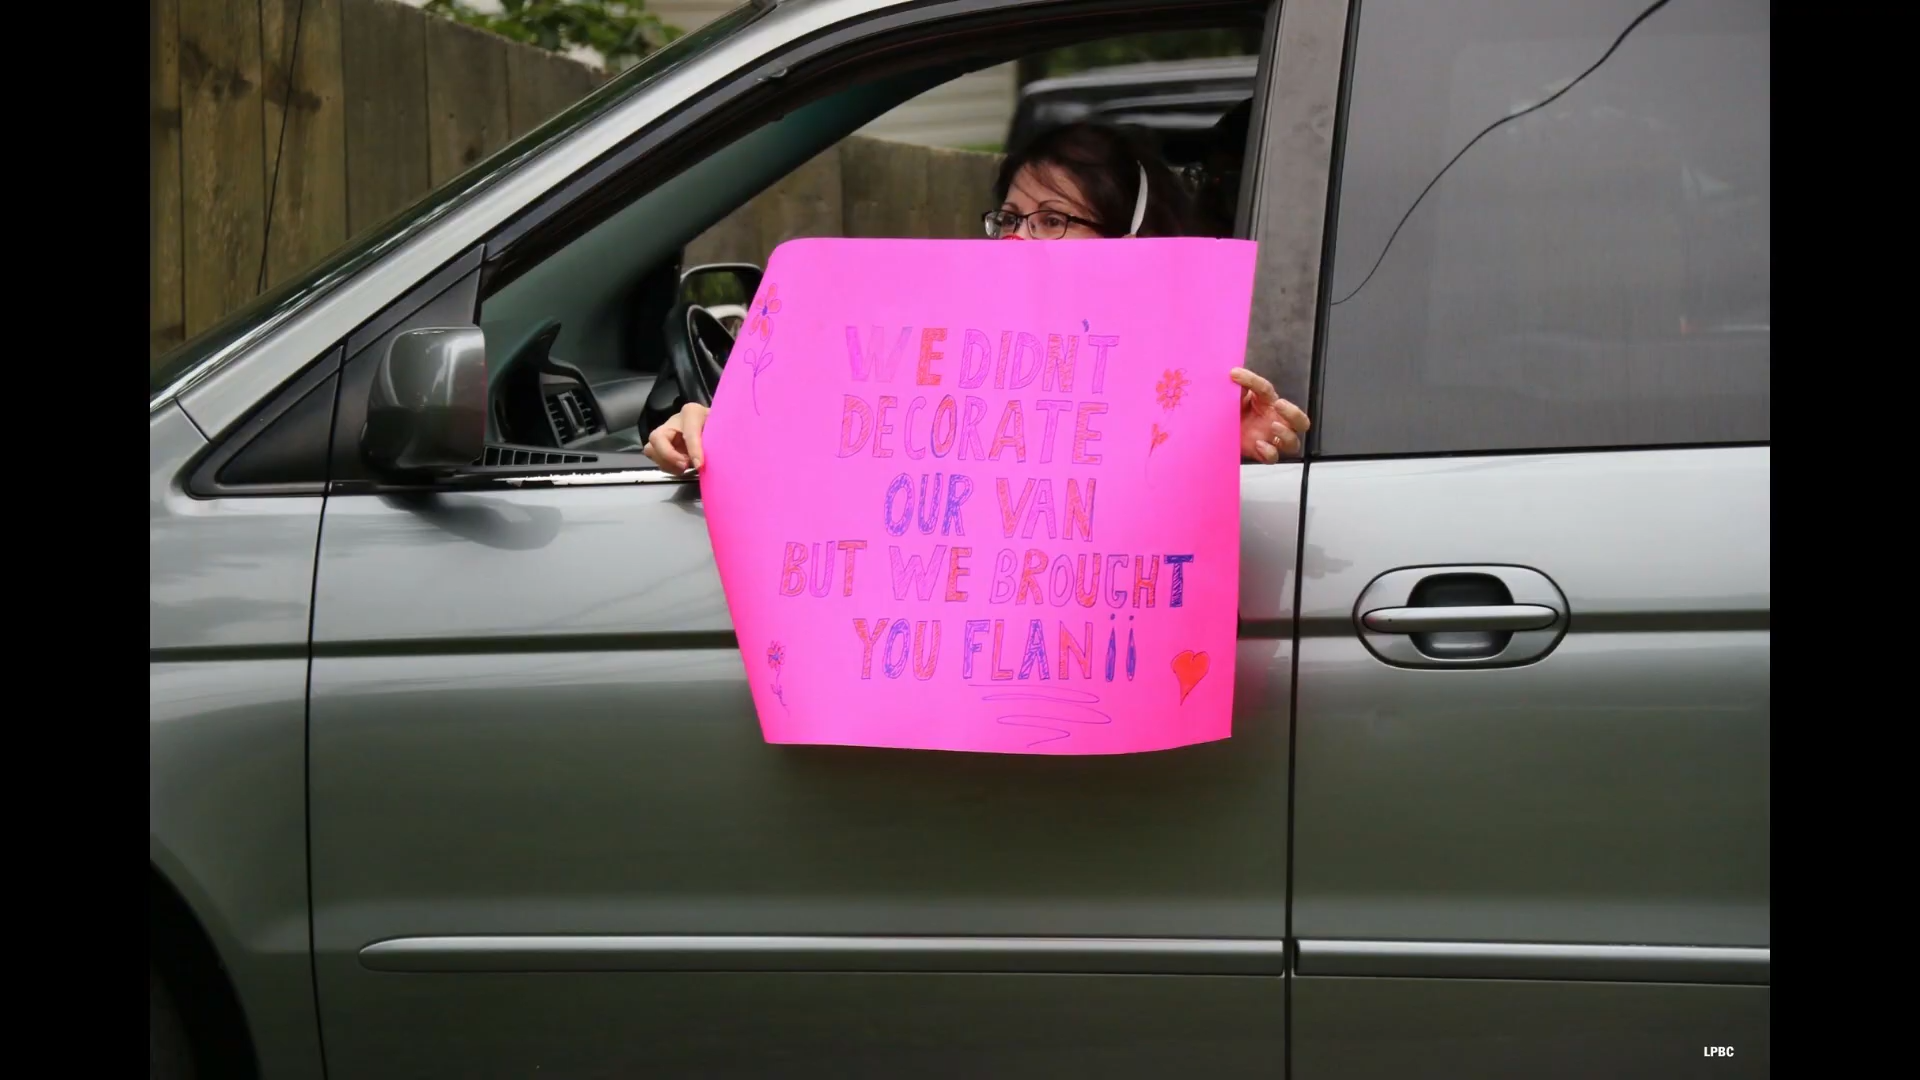 WE DIDN'T
DECORATE
OUR VAN
BUT WE BROUGHT
YOU FLAN¡¡
LPBC